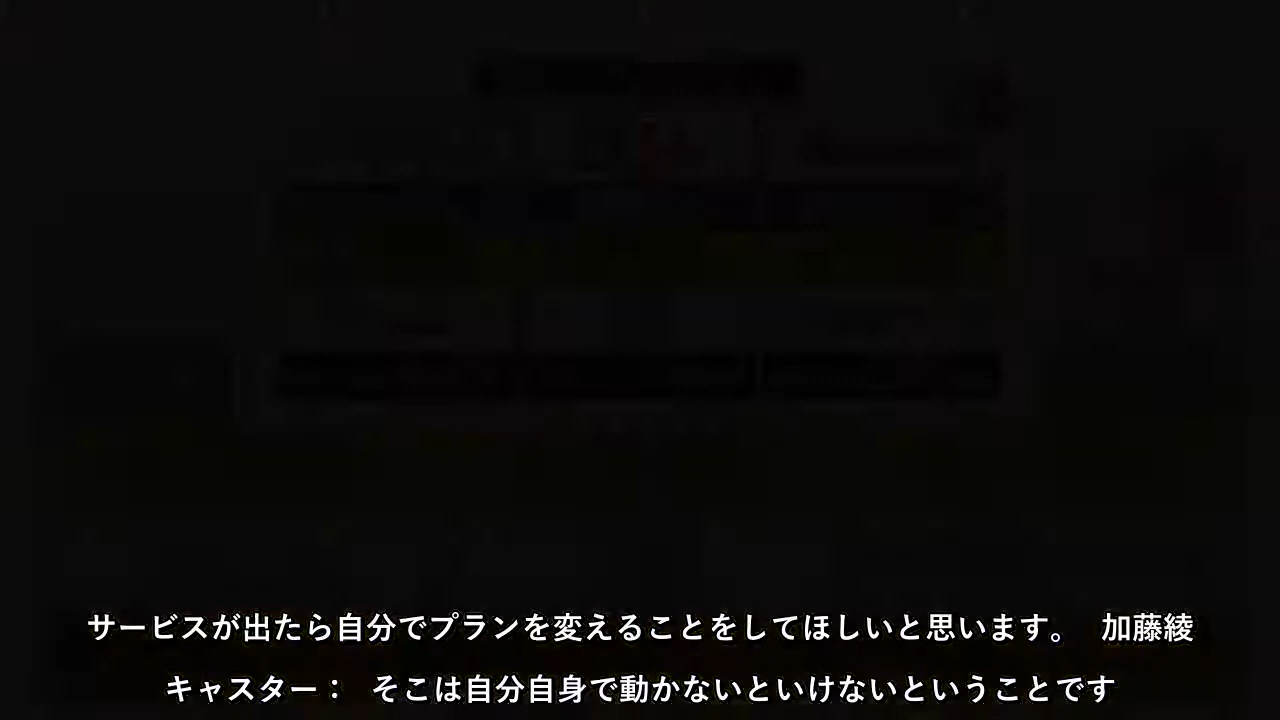 サービスが出たら自分でプランを変えることをしてほしいと思います。　加藤綾
キャスター：　そこは自分自身で動かないといけないということです